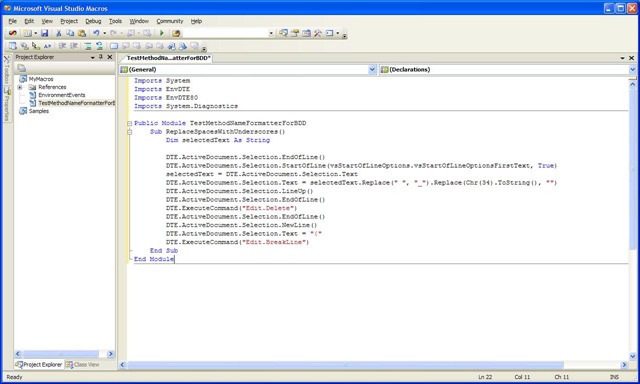 Microsoft Visual Studio Macros
File Edit View Project Debug Tools Window Community Help
Project Explorer
MyMacros
References
EnvironmentEvents
TestMethodNameFormatterForB
Samples
Project Explorer
Class View
Toolbox
Properties
TestMethodNa...atterForBDD*
(General)
(Declarations)
Imports System
Imports EnvDTE
Imports EnvDTE80
Imports System.Diagnostics
Public Module TestMethodNameFormatterForBDD
Sub ReplaceSpacesWithUnderscores()
Dim selectedText As String
DTE.ActiveDocument.Selection.EndOfLine()
DTE.ActiveDocument.Selection.StartOfLine(vsStartOfLineOptions.vsStartOfLineOptionsFirstText, True)
selectedText = DTE.ActiveDocument.Selection.Text
DTE.ActiveDocument.Selection.Text = selectedText.Replace(" ", "_").Replace(Chr(34).ToString(), "")
DTE.ActiveDocument.Selection.LineUp()
DTE.ActiveDocument.Selection.EndOfLine()
DTE.ExecuteCommand("Edit.Delete")
DTE.ActiveDocument.Selection.EndOfLine()
DTE.ActiveDocument.Selection.NewLine()
DTE.ActiveDocument.Selection.Text = "{"
DTE.ExecuteCommand("Edit.BreakLine")
End Sub
End Module
Ready
Ln 22 Col 11 Ch 11 INS